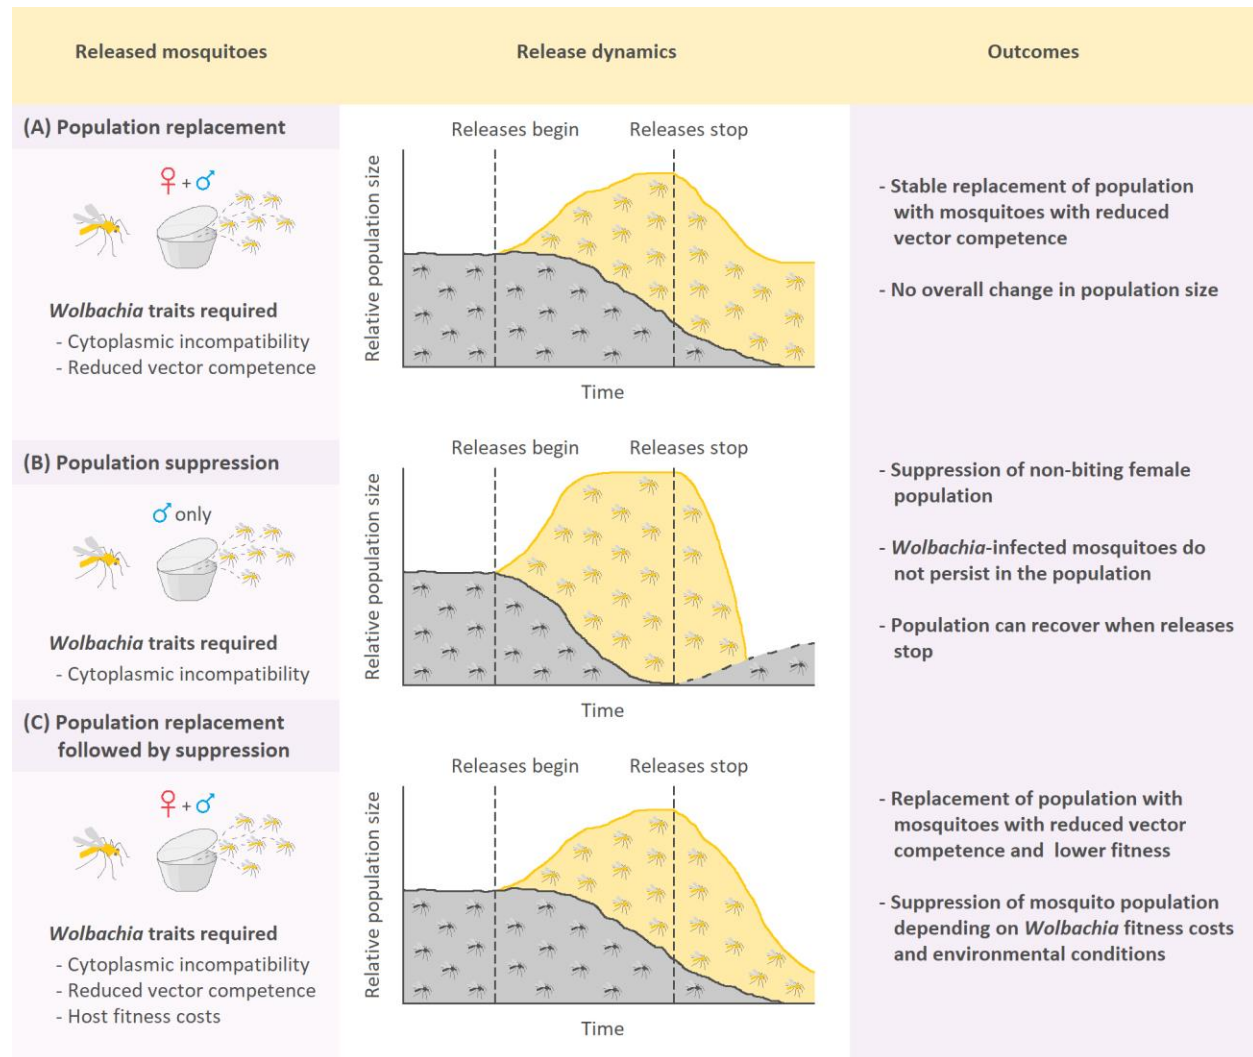 Released mosquitoes
Release dynamics
Outcomes
(A) Population replacement
♀ + ♂
Wolbachia traits required
- Cytoplasmic incompatibility
- Reduced vector competence
Releases begin
Releases stop
Relative population size
Time
- Stable replacement of population
with mosquitoes with reduced
vector competence
- No overall change in population size
(B) Population suppression
♂ only
Wolbachia traits required
- Cytoplasmic incompatibility
Releases begin
Releases stop
Relative population size
Time
- Suppression of non-biting female
population
- Wolbachia-infected mosquitoes do
not persist in the population
- Population can recover when releases
stop
(C) Population replacement
followed by suppression
♀ + ♂
Wolbachia traits required
- Cytoplasmic incompatibility
- Reduced vector competence
- Host fitness costs
Releases begin
Releases stop
Relative population size
Time
- Replacement of population with
mosquitoes with reduced vector
competence and lower fitness
- Suppression of mosquito population
depending on Wolbachia fitness costs
and environmental conditions